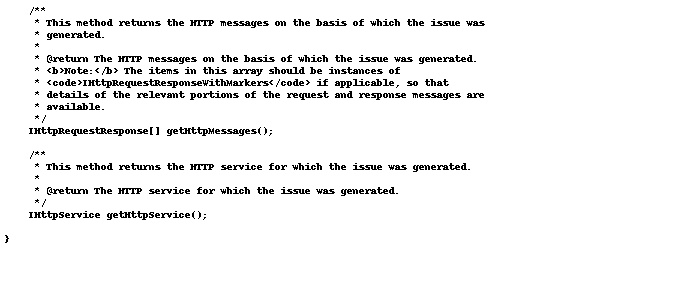 /**
* This method returns the HTTP messages on the basis of which the issue was
* generated.
*
* @return The HTTP messages on the basis of which the issue was generated.
* <b>Note:</b> The items in this array should be instances of
* <code>IHttpRequestResponseWithMarkers</code> if applicable, so that
* details of the relevant portions of the request and response messages are
* available.
*/
IHttpRequestResponse[] getHttpMessages();
/**
* This method returns the HTTP service for which the issue was generated.
*
* @return The HTTP service for which the issue was generated.
*/
IHttpService getHttpService();
}